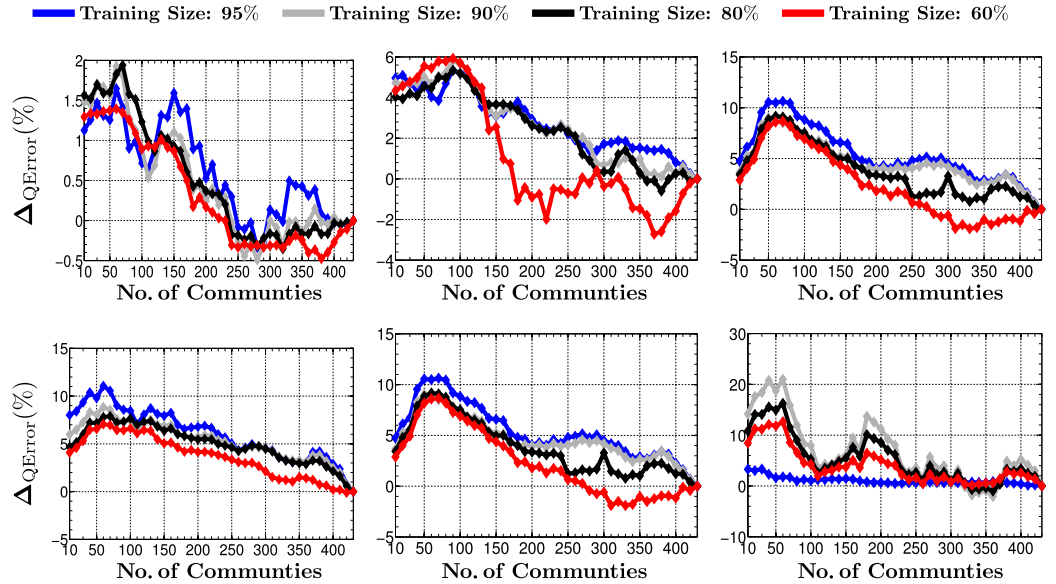 Training Size: 95% Training Size: 90% Training Size: 80% Training Size: 60%
2 6 15
1.5 4 10
1 2 5
0.5 0 0
0 −2 −5
−0.5 −4
10 50 100 150 200 250 300 350 400
10 50 100 150 200 250 300 350 400
10 50 100 150 200 250 300 350 400
ΔQError(%)
No. of Communties No. of Communties No. of Communties
15 15 30
10 10 20
5 5 10
0 0 0
−5 −5 −10
10 50 100 150 200 250 300 350 400
10 50 100 150 200 250 300 350 400
10 50 100 150 200 250 300 350 400
ΔQError(%)
No. of Communties No. of Communties No. of Communties